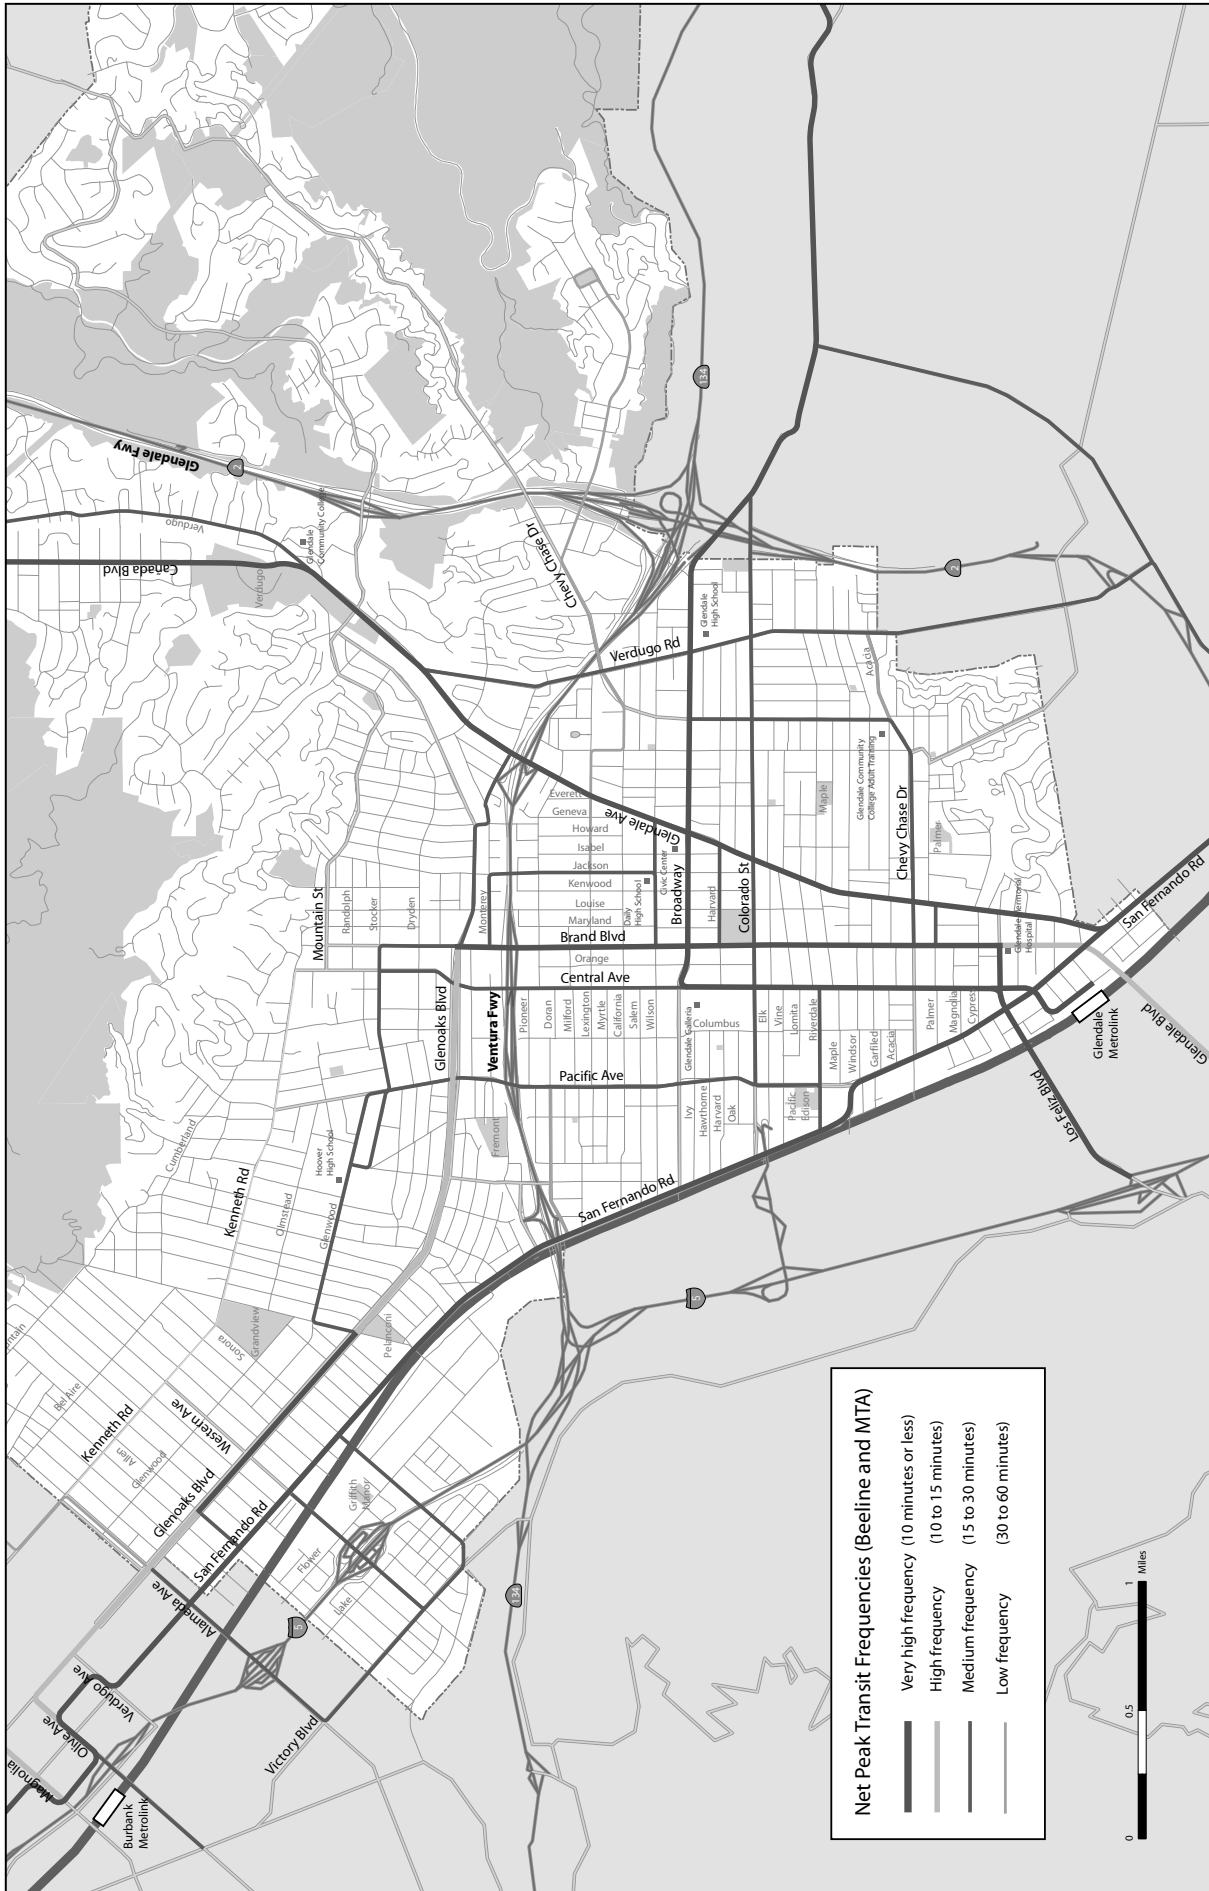 Glendale Fwy
2
Verdugo
Cañada Blvd
Verdugo
Glendale
Community College
Chevy Chase Dr
134
Verdugo Rd
Glendale
High School
2
Acacia
Glendale Community
College Adult Training
Maple
Chevy Chase Dr
Palmer
Everett
Geneva
Howard
Isabel
Jackson
Kenwood
Louise
Maryland
Glendale Ave
Civic Center
Daily
High School
Broadway
Harvard
Colorado St
Monterey
Mountain St
Randolph
Stocker
Dryden
Brand Blvd
Orange
Central Ave
Glenoaks Blvd
Ventura Fwy
Pioneer
Doran
Milford
Lexington
Myrtle
California
Salem
Wilson
Glendale Galleria
Columbus
Elk
Vine
Lomita
Riverdale
Maple
Windsor
Garfiled
Acacia
Palmer
Magnolia
Cypress
Glendale Memorial
Hospital
San Fernando Rd
Glendale
Metrolink
Glendale Blvd
Los Feliz Blvd
Pacific Ave
Ivy
Hawthorne
Harvard
Oak
Pacific
Edison
Fremont
San Fernando Rd
Cumberland
Kenneth Rd
Hoover
High School
Olmstead
Glenwood
5
Grandview
Sonora
Pelanconi
Bel Aire
Kenneth Rd
Western Ave
Allen
Glenwood
Glenoaks Blvd
San Fernando Rd
Griffith
Manor
Flower
Lake
134
5
Alameda Ave
Verdugo Ave
Olive Ave
Magnolia
Victory Blvd
Burbank
Metrolink
Net Peak Transit Frequencies (Beeline and MTA)
Very high frequency (10 minutes or less)
High frequency (10 to 15 minutes)
Medium frequency (15 to 30 minutes)
Low frequency (30 to 60 minutes)
0 0.5 1 Miles